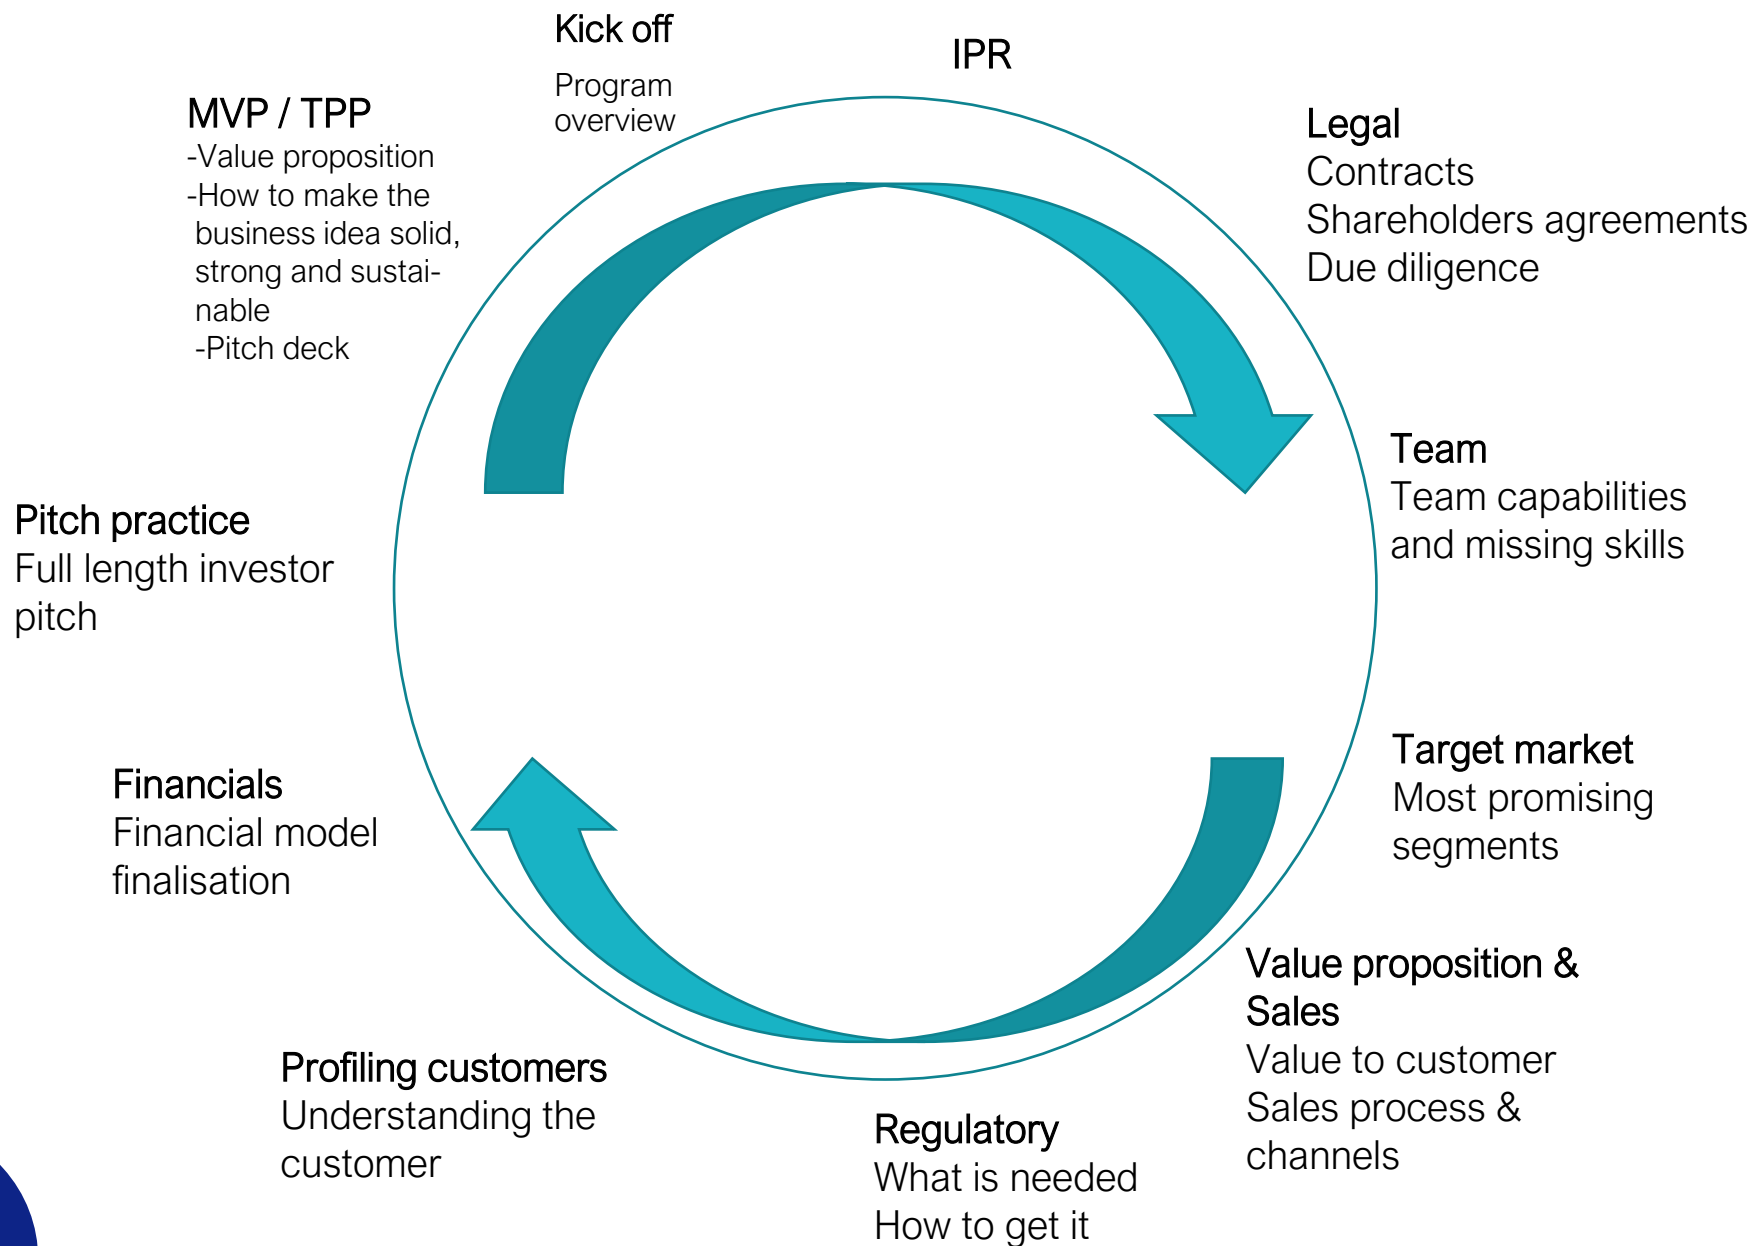 Kick off
Program
overview
IPR
Legal
Contracts
Shareholders agreements
Due diligence
Team
Team capabilities
and missing skills
Target market
Most promising
segments
Value proposition &
Sales
Value to customer
Sales process &
channels
Regulatory
What is needed
How to get it
Profiling customers
Understanding the
customer
Financials
Financial model
finalisation
Pitch practice
Full length investor
pitch
MVP / TPP
-Value proposition
-How to make the
business idea solid,
strong and sustai-
nable
-Pitch deck